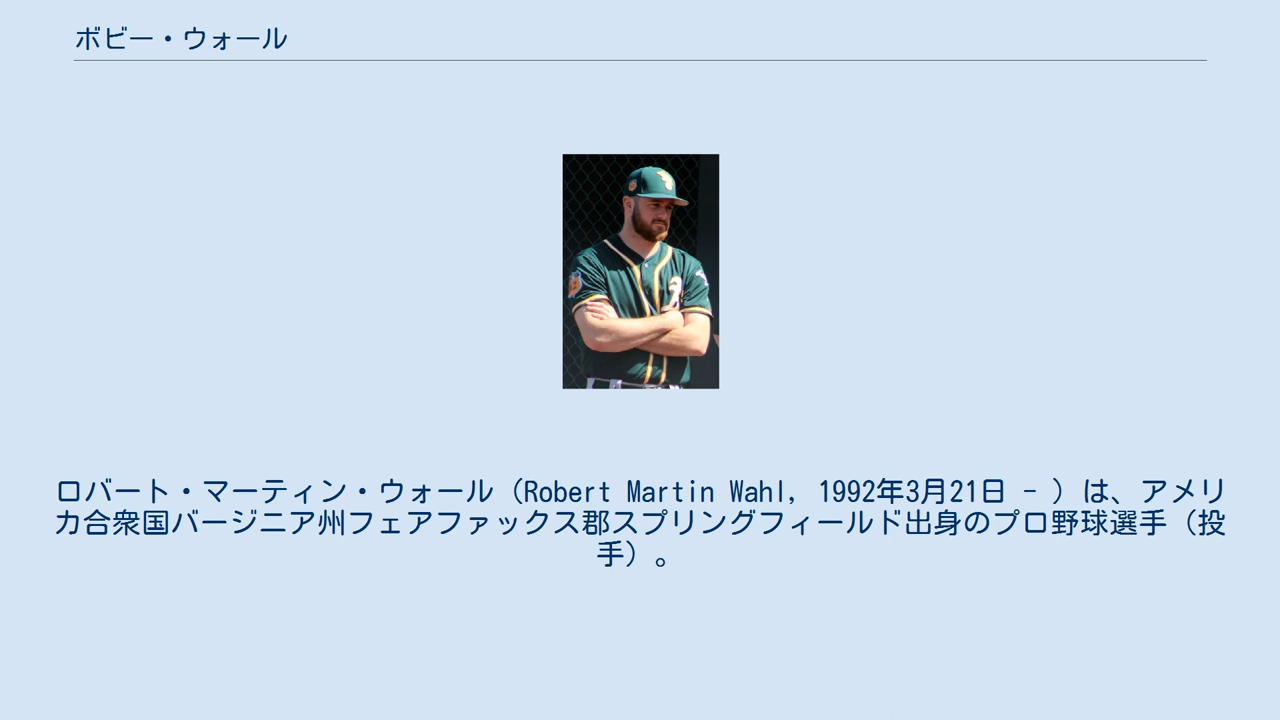 ボビー・ウォール
ロバート・マーティン・ウォール（Robert Martin Wahl, 1992年3月21日 - ）は、アメリ
カ合衆国バージニア州フェアファックス郡スプリングフィールド出身のプロ野球選手（投
手）。